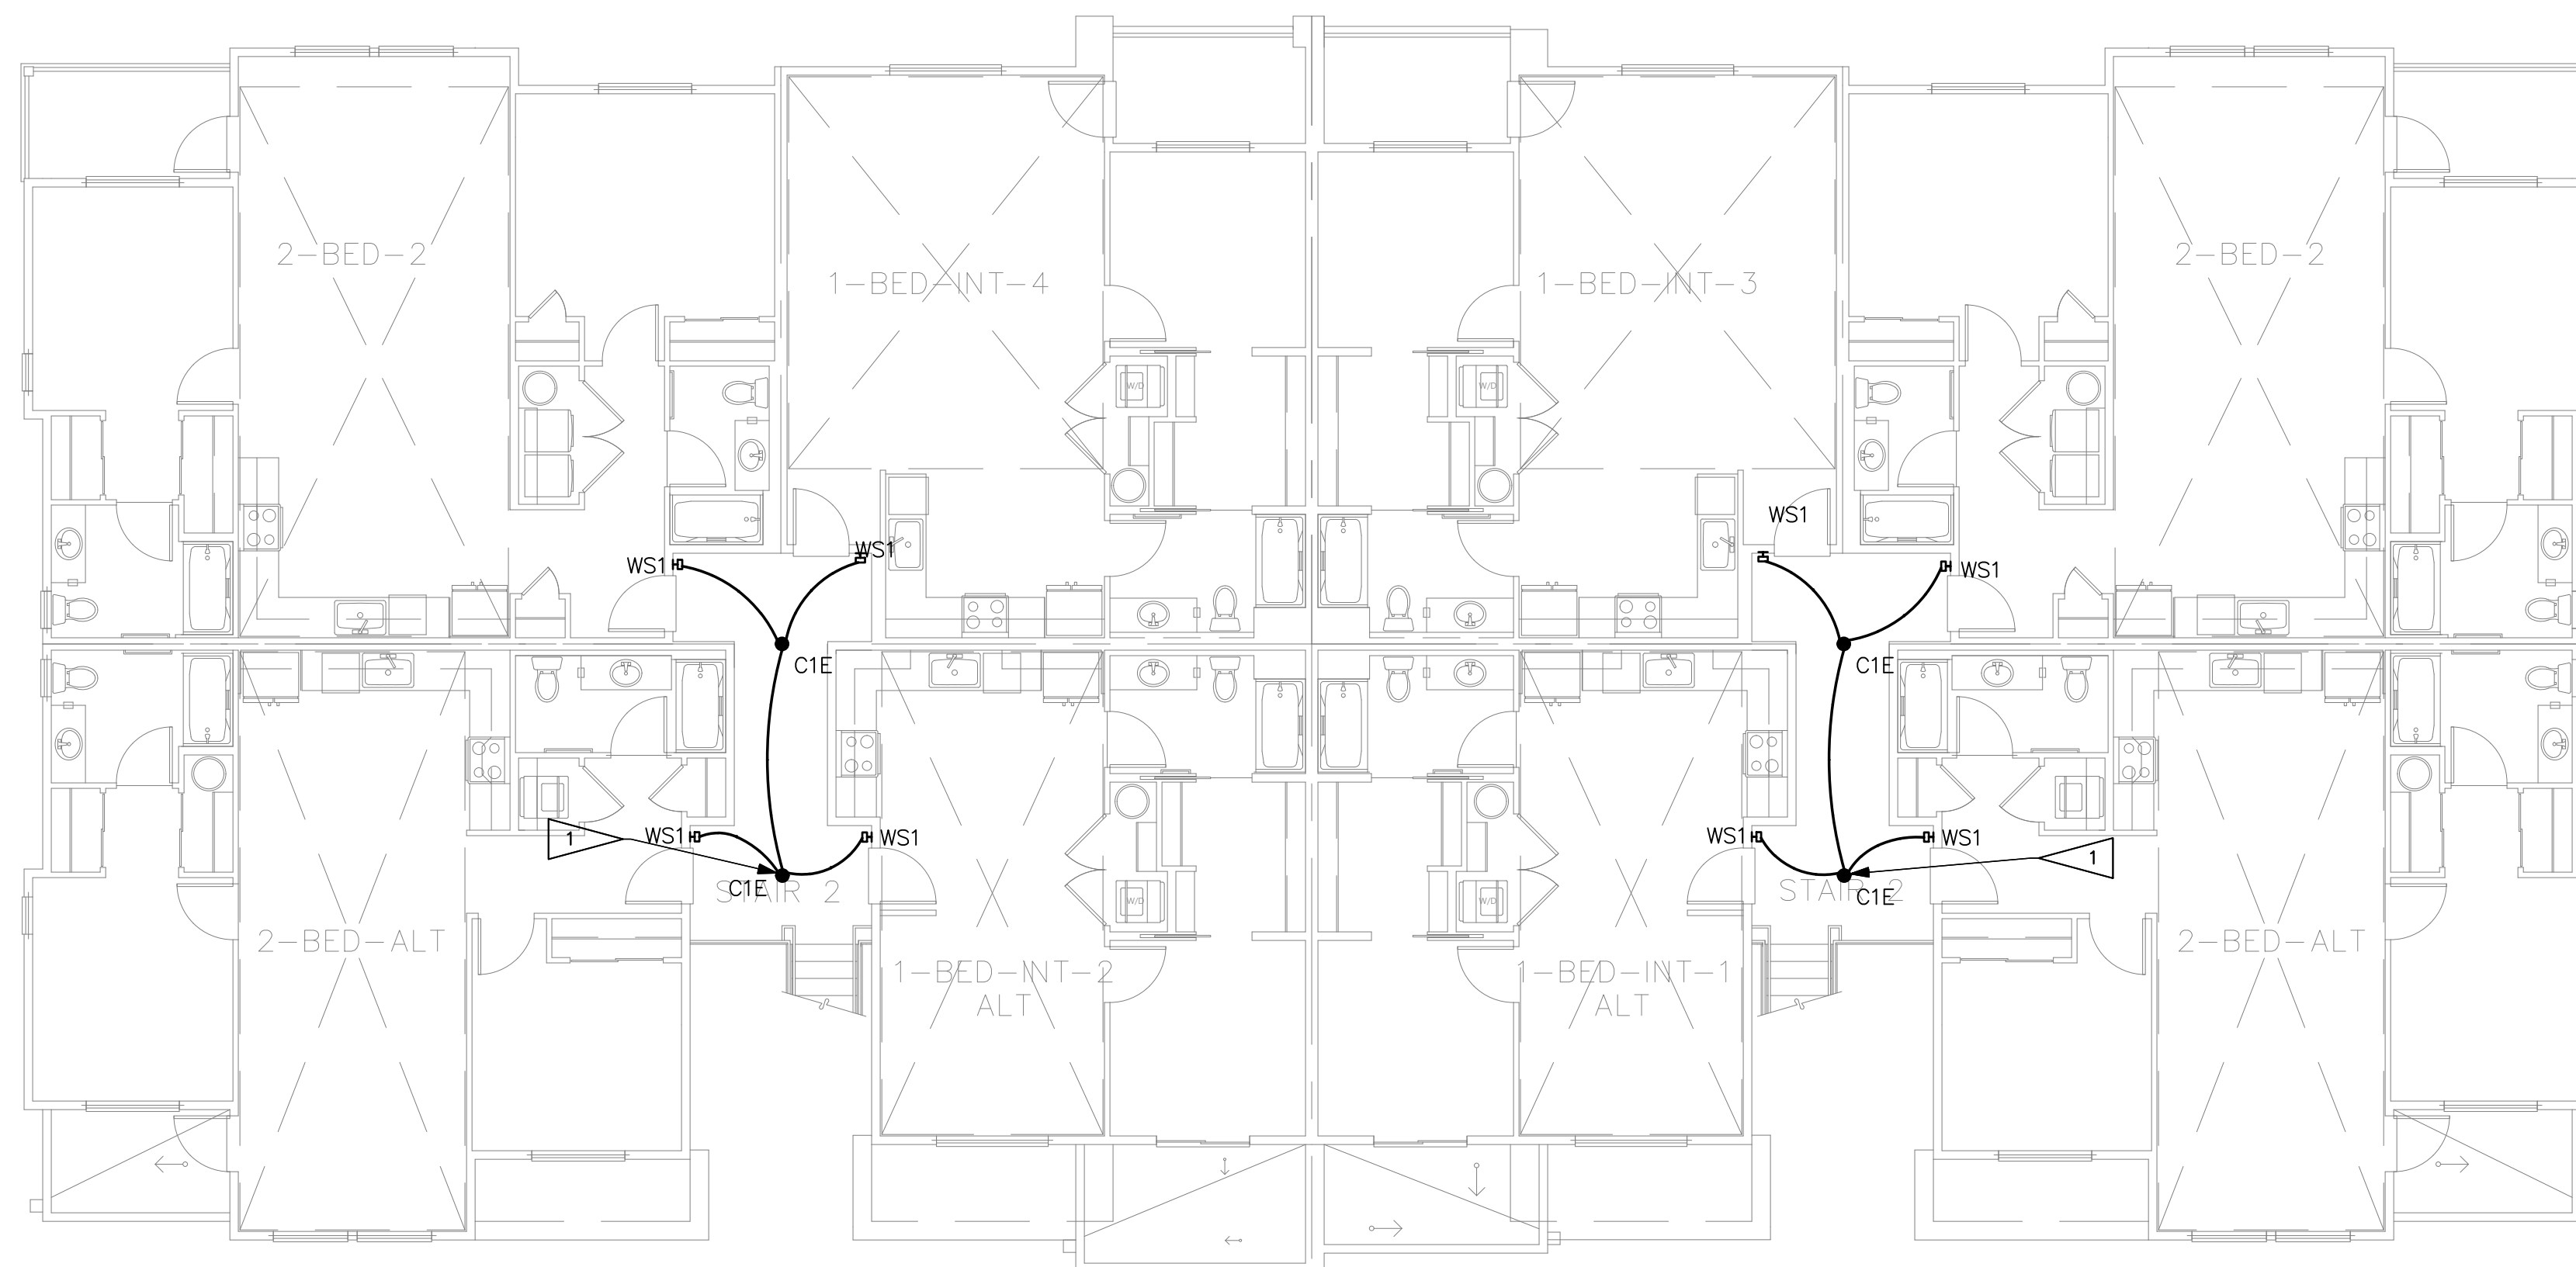 2-BED-2
2-BED-2
1-BED-INT-4
1-BED-INT-3
W/D
W/D
WS1
WS1
WS1
WS1
C1E
C1E
1
WS1
WS1
WS1
WS1
1
C1E
STAIR 2
STAIR 2
C1E
W/D
W/D
2-BED-ALT
2-BED-ALT
1-BED-INT-2
ALT
1-BED-INT-1
ALT